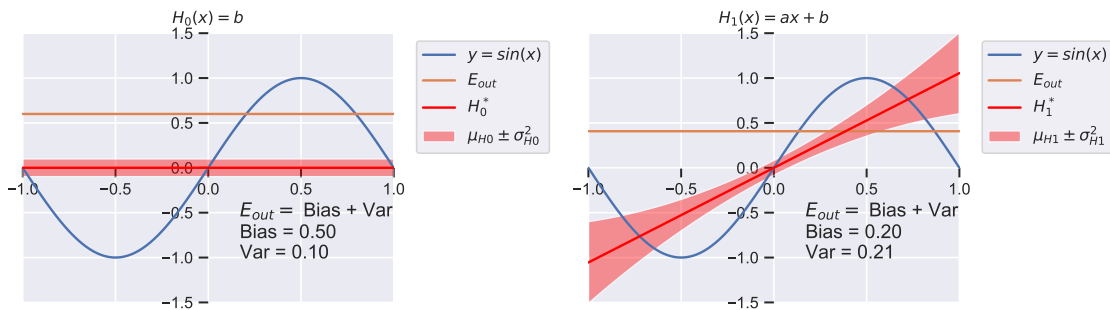 H_0(x) = b
1.5
1.0
0.5
0.0
−1.0 −0.5 0.0 0.5 1.0
−0.5
−1.0
−1.5
E_out = Bias + Var
Bias = 0.50
Var = 0.10
y = sin(x)
E_out
H_0^*
μ_H0 ± σ_H0^2
H_1(x) = ax + b
1.5
1.0
0.5
0.0
−1.0 −0.5 0.0 0.5 1.0
−0.5
−1.0
−1.5
E_out = Bias + Var
Bias = 0.20
Var = 0.21
y = sin(x)
E_out
H_1^*
μ_H1 ± σ_H1^2